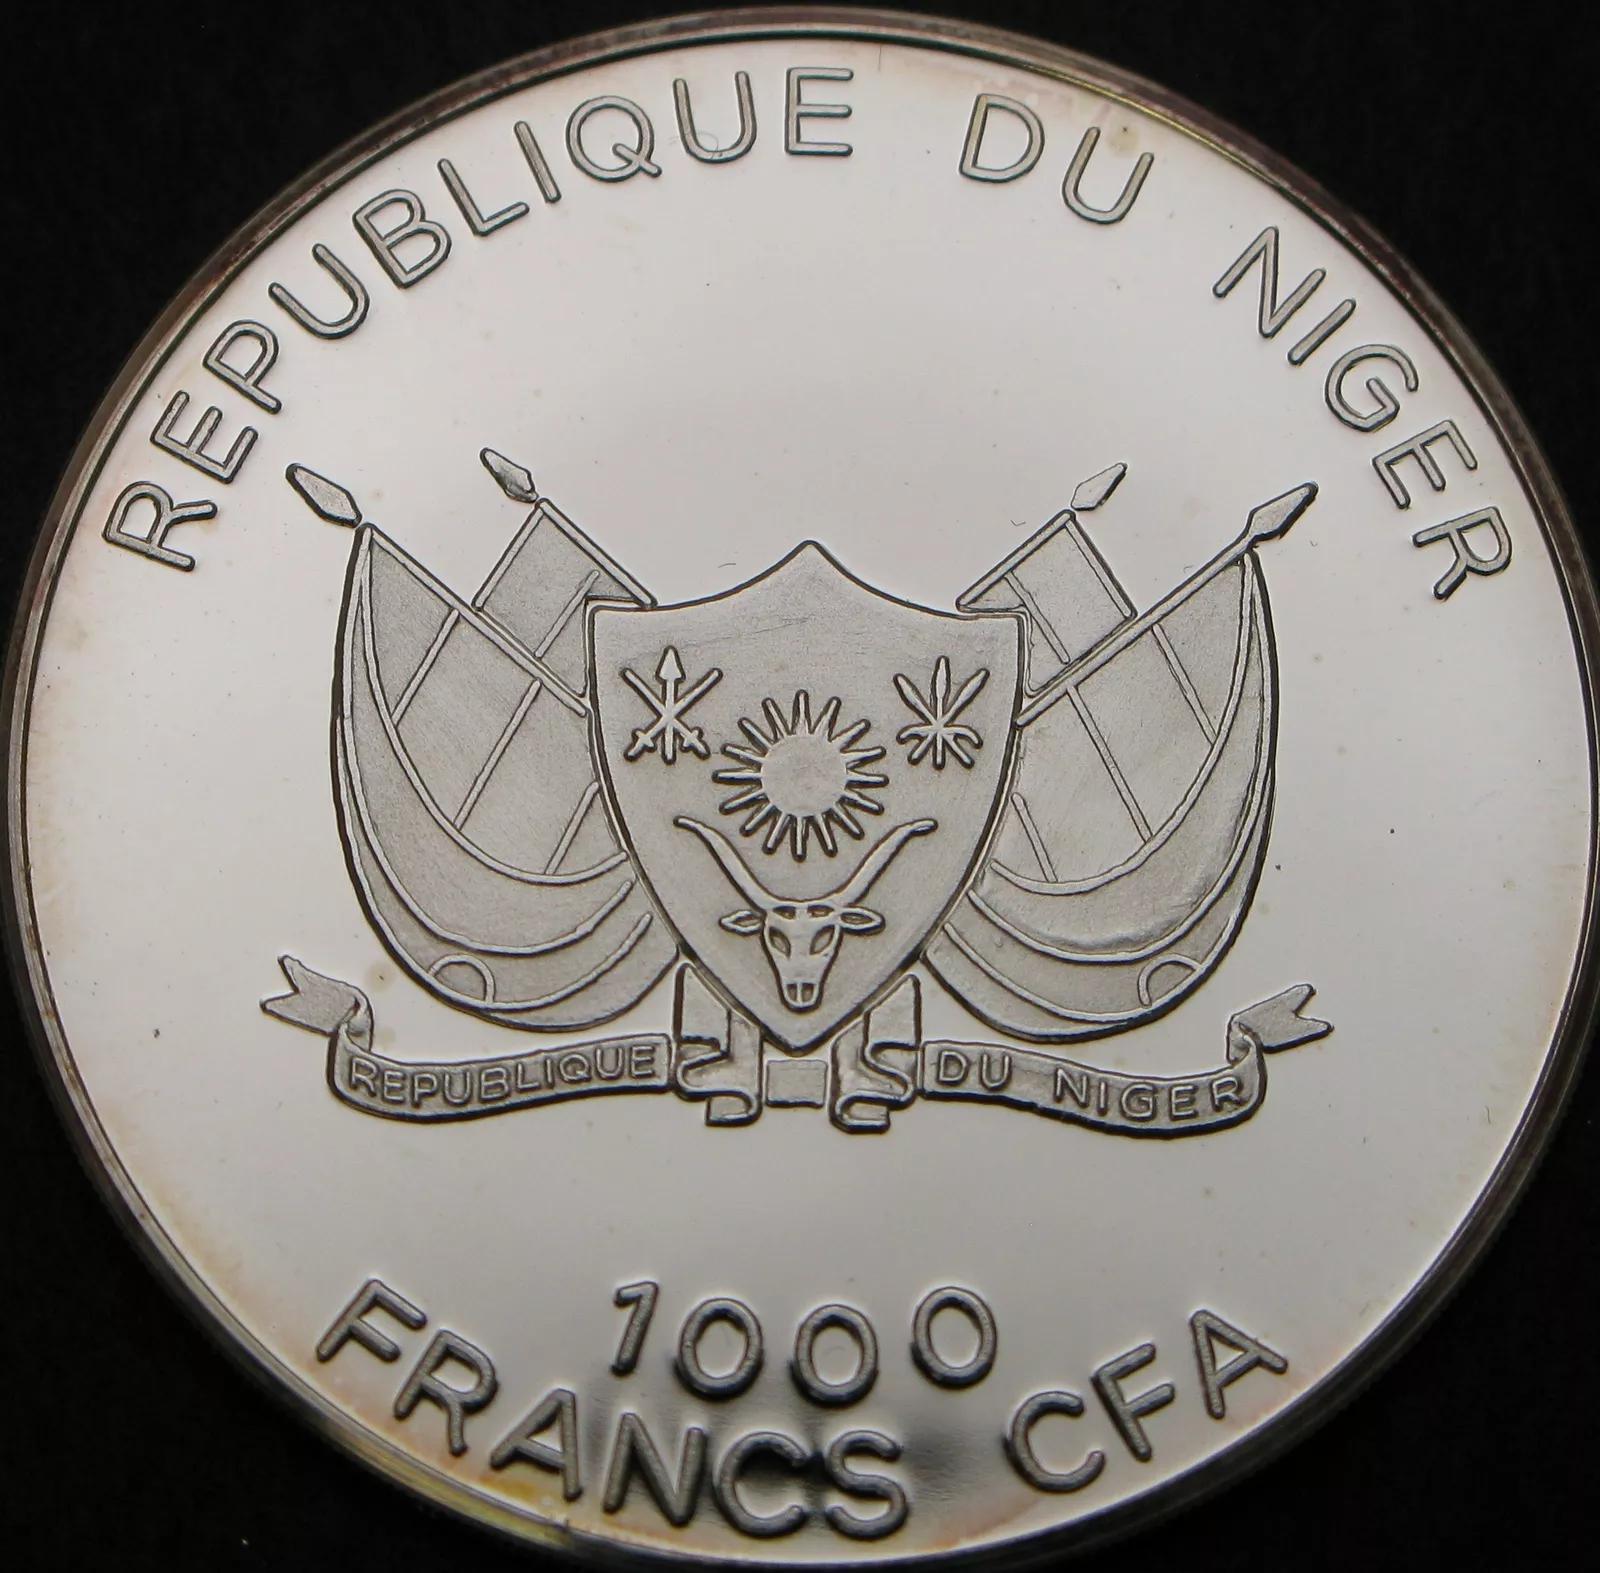 REPUBLIQUE DU NIGER
REPUBLIQUE DU NIGER
1000
FRANCS CFA